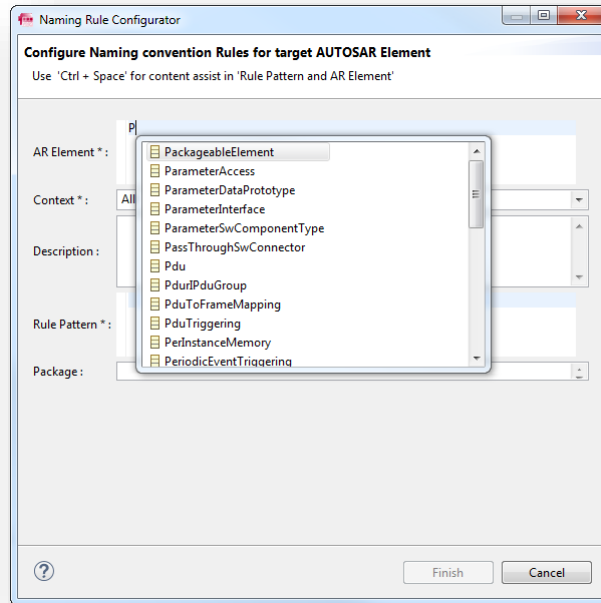 Naming Rule Configurator
Configure Naming convention Rules for target AUTOSAR Element
Use 'Ctrl + Space' for content assist in 'Rule Pattern and AR Element'
P
AR Element * :
PackageableElement
ParameterAccess
ParameterDataPrototype
ParameterInterface
ParameterSwComponentType
PassThroughSwConnector
Pdu
PdurIPduGroup
PduToFrameMapping
PduTriggering
PerInstanceMemory
PeriodicEventTriggering
Context * :
All
Description :
Rule Pattern * :
Package :
Finish
Cancel